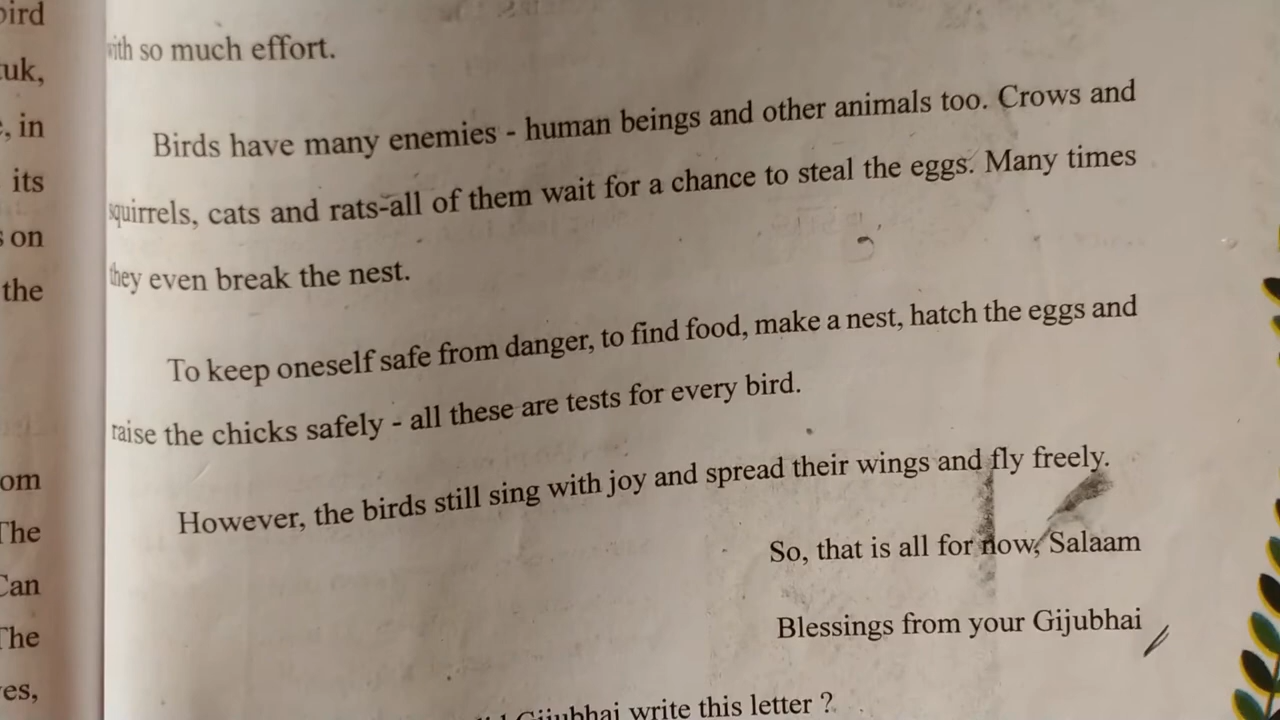 bird
tuk,
, in
its
s on
the
om
The
Can
The
es,
with so much effort.
Birds have many enemies - human beings and other animals too. Crows and
squirrels, cats and rats-all of them wait for a chance to steal the eggs. Many times
they even break the nest.
To keep oneself safe from danger, to find food, make a nest, hatch the eggs and
raise the chicks safely - all these are tests for every bird.
However, the birds still sing with joy and spread their wings and fly freely.
So, that is all for now, Salaam
Blessings from your Gijubhai
Gijubhai write this letter ?